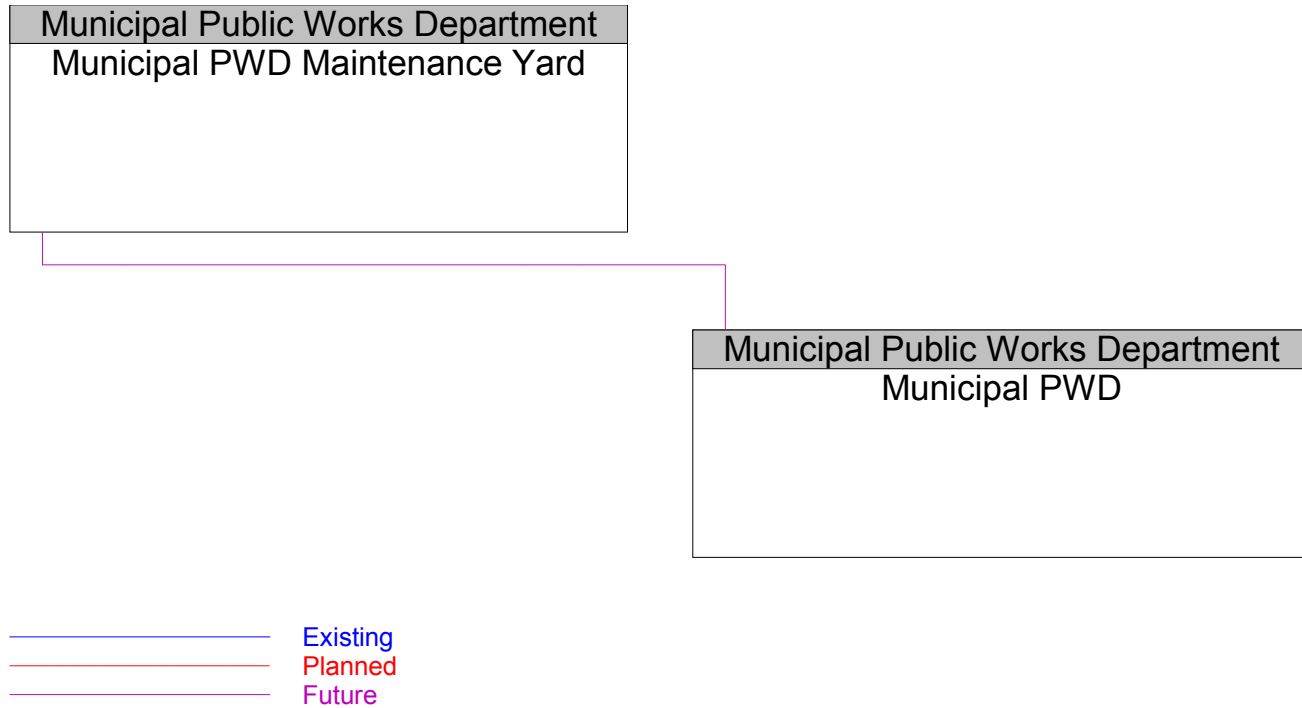 Municipal Public Works Department
Municipal PWD Maintenance Yard
Municipal Public Works Department
Municipal PWD
Existing
Planned
Future